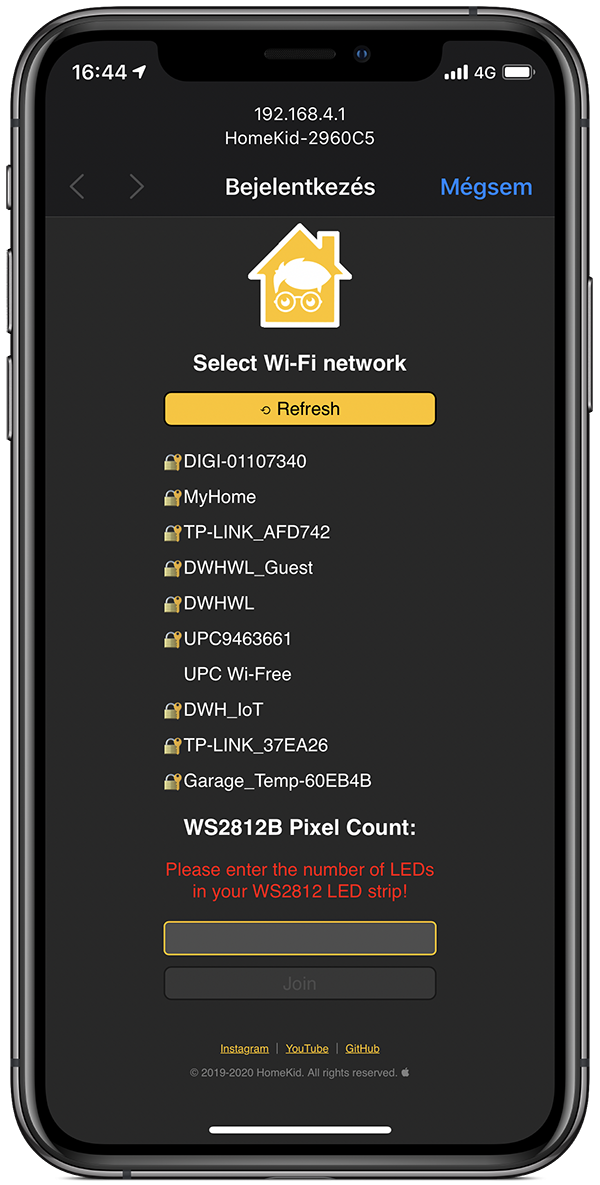 16:44
4G
192.168.4.1
HomeKid-2960C5
Bejelentkezés
Mégsem
Select Wi-Fi network
⟲ Refresh
DIGI-01107340
MyHome
TP-LINK_AFD742
DWHWL_Guest
DWHWL
UPC9463661
UPC Wi-Free
DWH_IoT
TP-LINK_37EA26
Garage_Temp-60EB4B
WS2812B Pixel Count:
Please enter the number of LEDs
in your WS2812 LED strip!
Join
Instagram | YouTube | GitHub
© 2019-2020 HomeKid. All rights reserved.